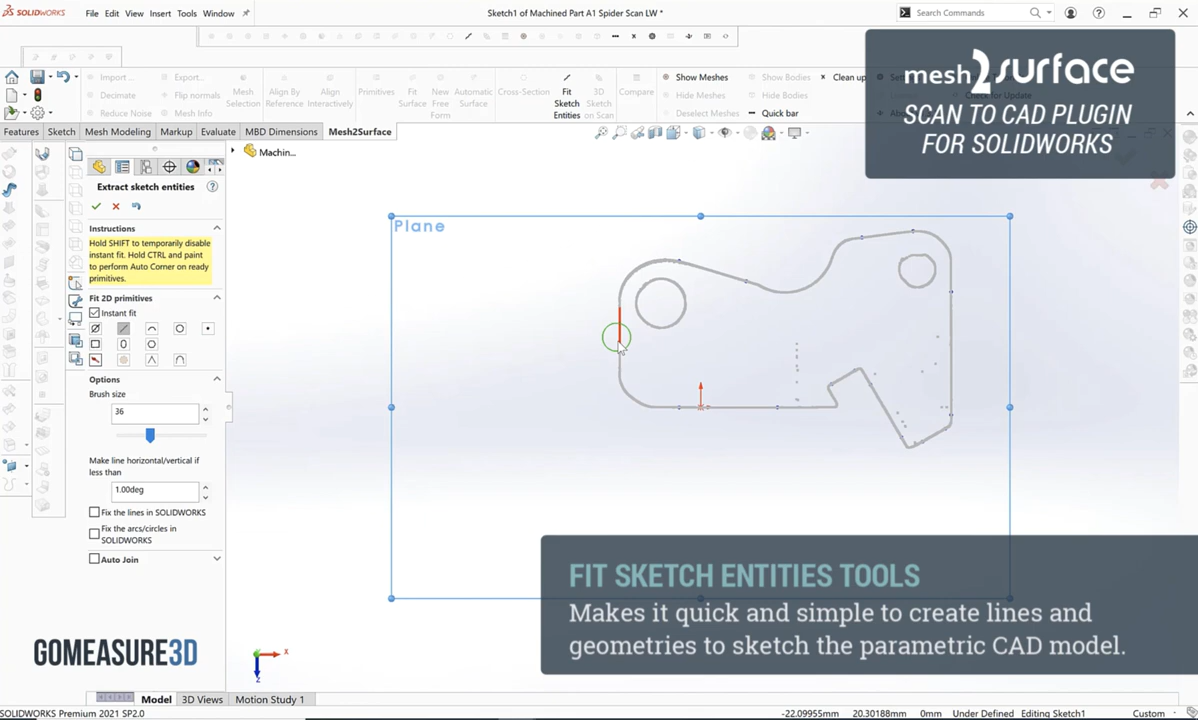 SOLIDWORKS
File Edit View Insert Tools Window
Sketch1 of Machined Part A1 Spider Scan LW *
Search Commands
Import...
Export...
Decimate
Flip normals
Reduce Noise
Mesh Info
Mesh Selection
Align By Reference
Align Interactively
Primitives
Fit Surface
New Free Form
Automatic Surface
Cross-Section
Fit Sketch Entities
3D Sketch on Scan
Compare
Show Meshes
Hide Meshes
Deselect Meshes
Show Bodies
Hide Bodies
Quick bar
Clean up
mesh2surface
SCAN TO CAD PLUGIN
FOR SOLIDWORKS
Features Sketch Mesh Modeling Markup Evaluate MBD Dimensions Mesh2Surface
Machin...
Extract sketch entities
Instructions
Hold SHIFT to temporarily disable
instant fit. Hold CTRL and paint
to perform Auto Corner on ready
primitives.
Fit 2D primitives
Instant fit
Options
Brush size
36
Make line horizontal/vertical if
less than
1.00deg
Fix the lines in SOLIDWORKS
Fix the arcs/circles in
SOLIDWORKS
Auto Join
Plane
X
Z
FIT SKETCH ENTITIES TOOLS
Makes it quick and simple to create lines and
geometries to sketch the parametric CAD model.
GOMEASURE3D
Model 3D Views Motion Study 1
SOLIDWORKS Premium 2021 SP2.0
-22.09955mm 20.30188mm 0mm Under Defined Editing Sketch1 Custom